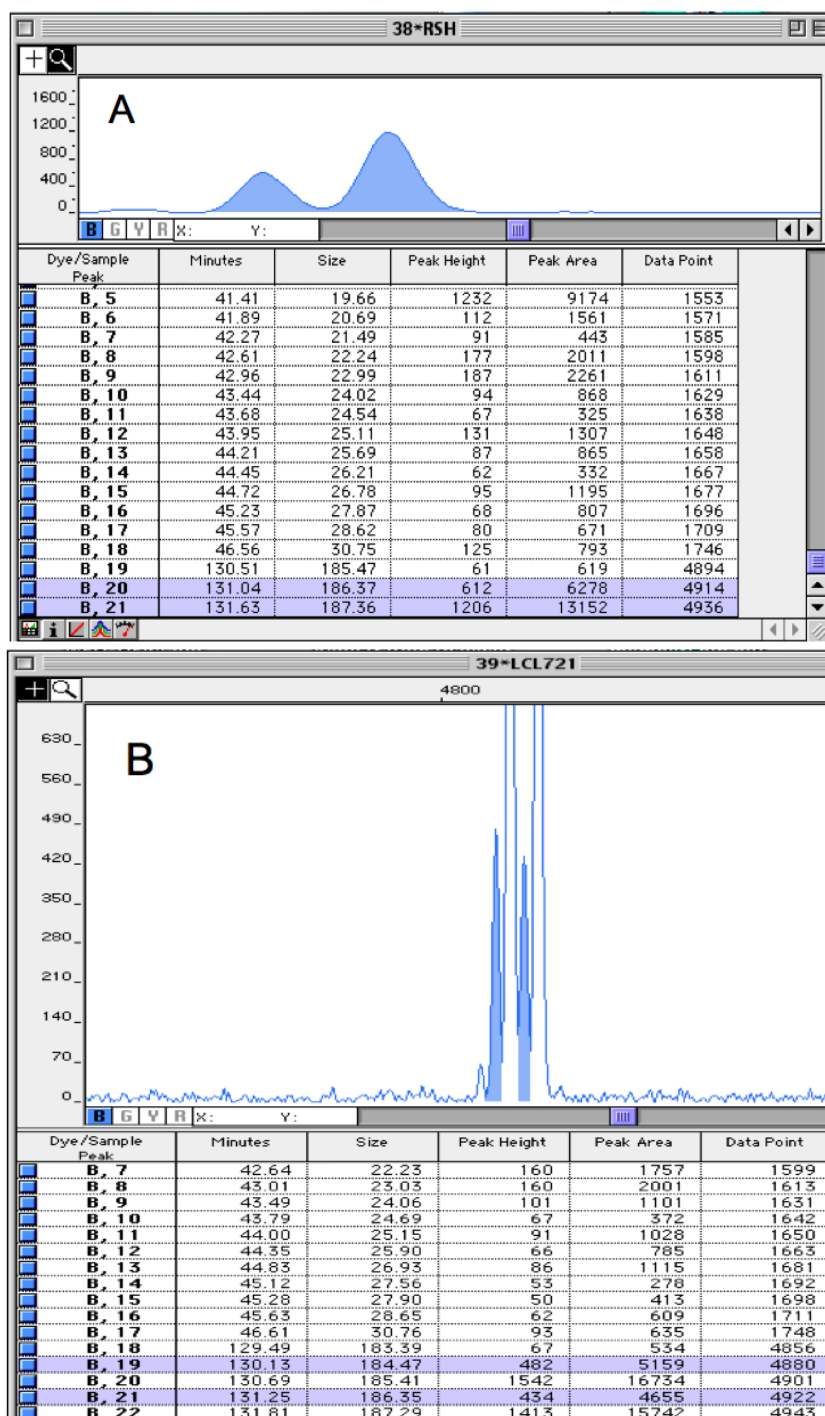 38*RSH
A
1600
1200
800
400
0
B G Y R X: Y:
Dye/Sample Peak Minutes Size Peak Height Peak Area Data Point
B, 5 41.41 19.66 1232 9174 1553
B, 6 41.89 20.69 112 1561 1571
B, 7 42.27 21.49 91 443 1585
B, 8 42.61 22.24 177 2011 1598
B, 9 42.96 22.99 187 2261 1611
B, 10 43.44 24.02 94 868 1629
B, 11 43.68 24.54 67 325 1638
B, 12 43.95 25.11 131 1307 1648
B, 13 44.21 25.69 87 865 1658
B, 14 44.45 26.21 62 332 1667
B, 15 44.72 26.78 95 1195 1677
B, 16 45.23 27.87 68 807 1696
B, 17 45.57 28.62 80 671 1709
B, 18 46.56 30.75 125 793 1746
B, 19 130.51 185.47 61 619 4894
B, 20 131.04 186.37 612 6278 4914
B, 21 131.63 187.36 1206 13152 4936
39*LCL721
4800
B
630
560
490
420
350
280
210
140
70
0
B G Y R X: Y:
Dye/Sample Peak Minutes Size Peak Height Peak Area Data Point
B, 7 42.64 22.23 160 1757 1599
B, 8 43.01 23.03 160 2001 1613
B, 9 43.49 24.06 101 1101 1631
B, 10 43.79 24.69 67 372 1642
B, 11 44.00 25.15 91 1028 1650
B, 12 44.35 25.90 66 785 1663
B, 13 44.83 26.93 86 1115 1681
B, 14 45.12 27.56 53 278 1692
B, 15 45.28 27.90 50 413 1698
B, 16 45.63 28.65 62 609 1711
B, 17 46.61 30.76 93 635 1748
B, 18 129.49 183.39 67 534 4856
B, 19 130.13 184.47 482 5159 4880
B, 20 130.69 185.41 1542 16734 4901
B, 21 131.25 186.35 434 4655 4922
B, 22 131.81 187.29 1413 15742 4943